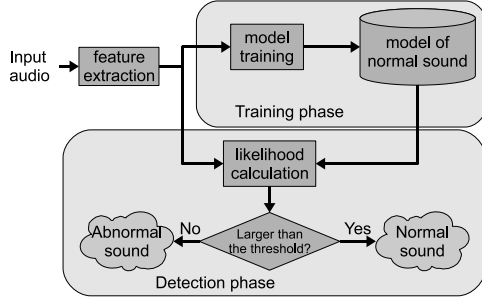 Input
audio
feature
extraction
model
training
model of
normal sound
Training phase
likelihood
calculation
Larger than
the threshold?
No
Yes
Abnormal
sound
Normal
sound
Detection phase